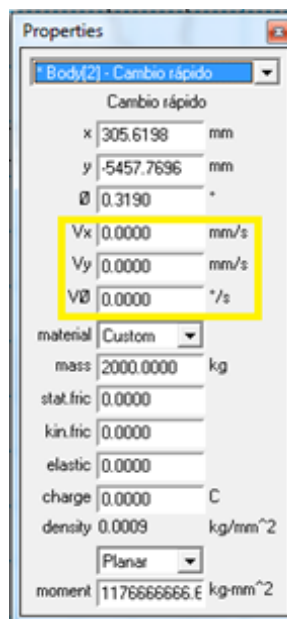 Properties
* Body[2] - Cambio rápido
Cambio rápido
x 305.6198 mm
y -5457.7696 mm
Ø 0.3190 °
Vx 0.0000 mm/s
Vy 0.0000 mm/s
VØ 0.0000 °/s
material Custom
mass 2000.0000 kg
stat.fric 0.0000
kin.fric 0.0000
elastic 0.0000
charge 0.0000 C
density 0.0009 kg/mm^2
Planar
moment 1176666666.6 kg-mm^2